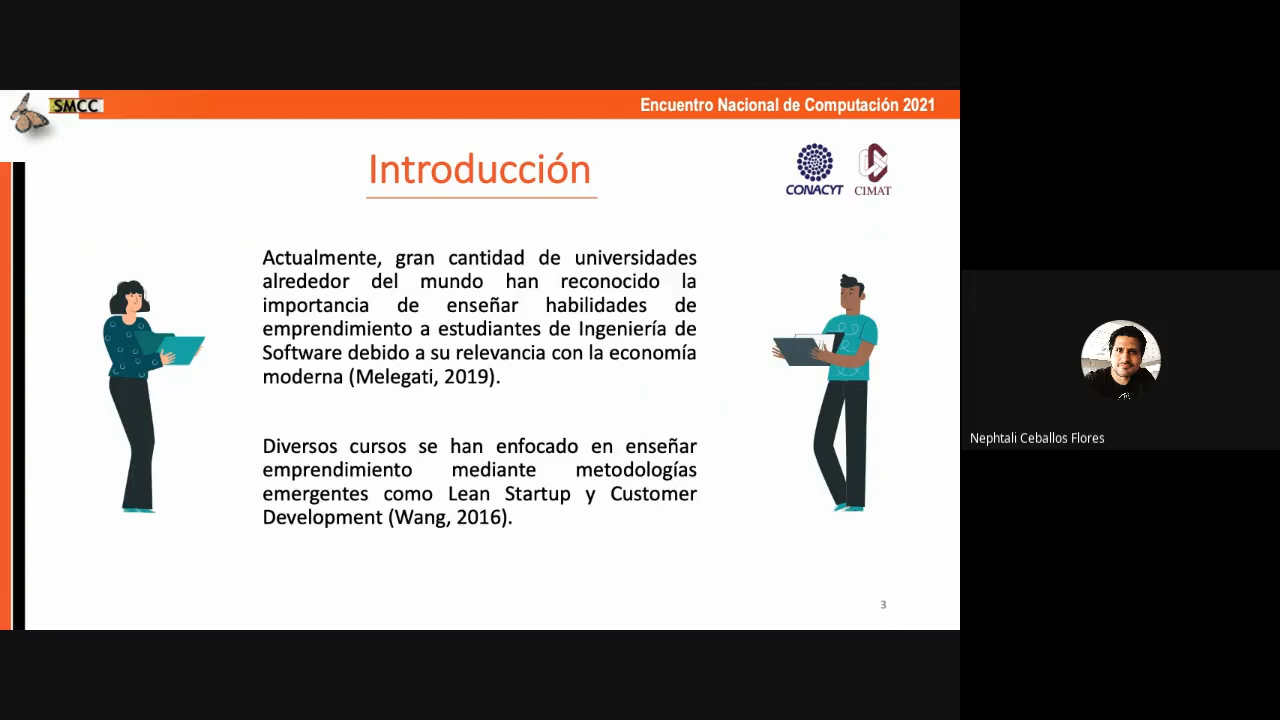 SMCC
Encuentro Nacional de Computación 2021
Introducción
CONACYT
CIMAT
Actualmente, gran cantidad de universidades
alrededor del mundo han reconocido la
importancia de enseñar habilidades de
emprendimiento a estudiantes de Ingeniería de
Software debido a su relevancia con la economía
moderna (Melegati, 2019).
Diversos cursos se han enfocado en enseñar
emprendimiento mediante metodologías
emergentes como Lean Startup y Customer
Development (Wang, 2016).
3
Nephtali Ceballos Flores